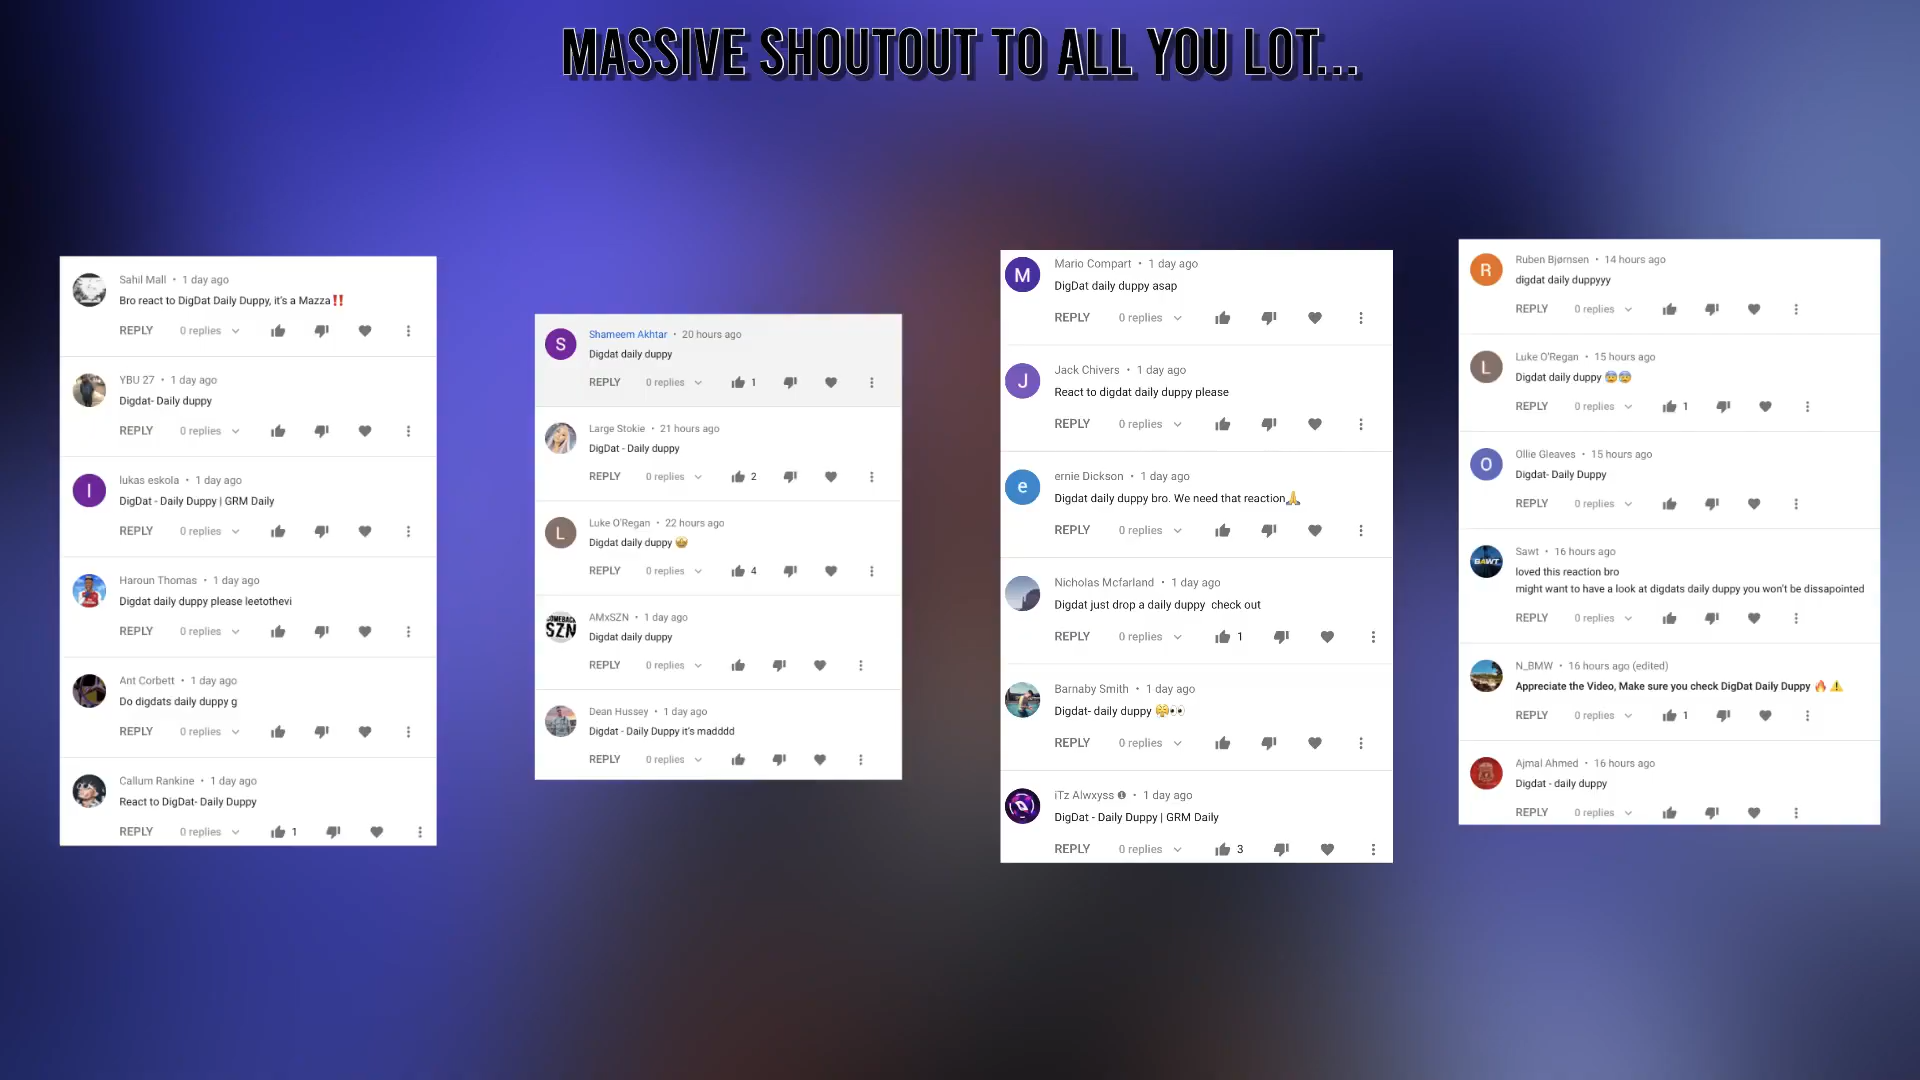 MASSIVE SHOUTOUT TO ALL YOU LOT...
Sahil Mall • 1 day ago
Bro react to DigDat Daily Duppy, it's a Mazza‼️
REPLY 0 replies
YBU 27 • 1 day ago
Digdat- Daily duppy
REPLY 0 replies
l
lukas eskola • 1 day ago
DigDat - Daily Duppy | GRM Daily
REPLY 0 replies
Haroun Thomas • 1 day ago
Digdat daily duppy please leetothevi
REPLY 0 replies
Ant Corbett • 1 day ago
Do digdats daily duppy g
REPLY 0 replies
Callum Rankine • 1 day ago
React to DigDat- Daily Duppy
REPLY 0 replies 1
S
Shameem Akhtar • 20 hours ago
Digdat daily duppy
REPLY 0 replies 1
Large Stokie • 21 hours ago
DigDat - Daily duppy
REPLY 0 replies 2
L
Luke O'Regan • 22 hours ago
Digdat daily duppy 🤩
REPLY 0 replies 4
COMEBACK
SZN
AMxSZN • 1 day ago
Digdat daily duppy
REPLY 0 replies
Dean Hussey • 1 day ago
Digdat - Daily Duppy it's madddd
REPLY 0 replies
M
Mario Compart • 1 day ago
DigDat daily duppy asap
REPLY 0 replies
J
Jack Chivers • 1 day ago
React to digdat daily duppy please
REPLY 0 replies
e
ernie Dickson • 1 day ago
Digdat daily duppy bro. We need that reaction🙏
REPLY 0 replies
Nicholas Mcfarland • 1 day ago
Digdat just drop a daily duppy  check out
REPLY 0 replies 1
Barnaby Smith • 1 day ago
Digdat- daily duppy 😤👀
REPLY 0 replies
iTz Alwxyss • 1 day ago
DigDat - Daily Duppy | GRM Daily
REPLY 0 replies 3
R
Ruben Bjørnsen • 14 hours ago
digdat daily duppyyy
REPLY 0 replies
L
Luke O'Regan • 15 hours ago
Digdat daily duppy 😨😨
REPLY 0 replies 1
O
Ollie Gleaves • 15 hours ago
Digdat- Daily Duppy
REPLY 0 replies
SAWT
Sawt • 16 hours ago
loved this reaction bro
might want to have a look at digdats daily duppy you won't be dissapointed
REPLY 0 replies
N_BMW • 16 hours ago (edited)
Appreciate the Video, Make sure you check DigDat Daily Duppy 🔥 ⚠️
REPLY 0 replies 1
Ajmal Ahmed • 16 hours ago
Digdat - daily duppy
REPLY 0 replies